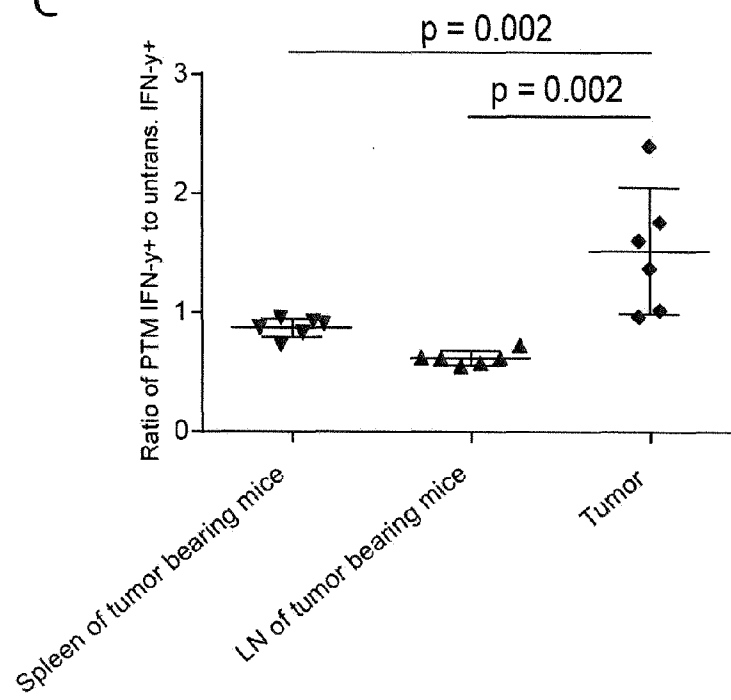 C
p = 0.002
p = 0.002
Ratio of PTM IFN-y+ to untrans. IFN-y+
3
2
1
0
Spleen of tumor bearing mice
LN of tumor bearing mice
Tumor